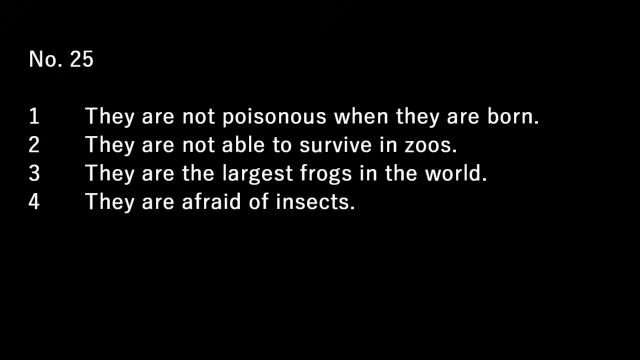 No. 25
1 They are not poisonous when they are born.
2 They are not able to survive in zoos.
3 They are the largest frogs in the world.
4 They are afraid of insects.